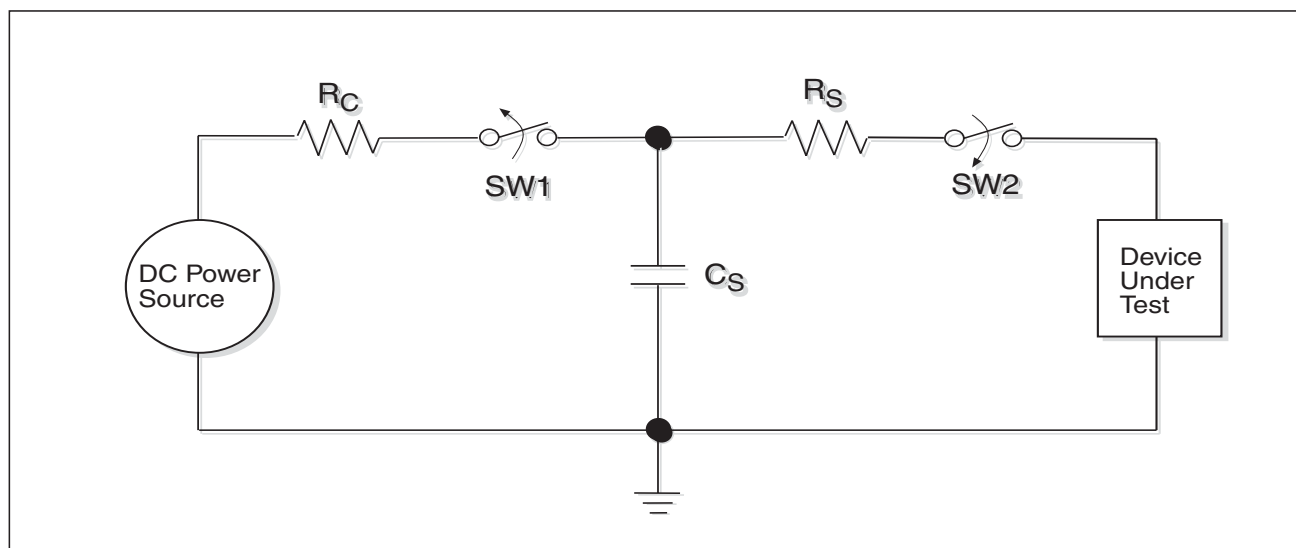 RC
SW1
RS
SW2
DC Power
Source
CS
Device
Under
Test